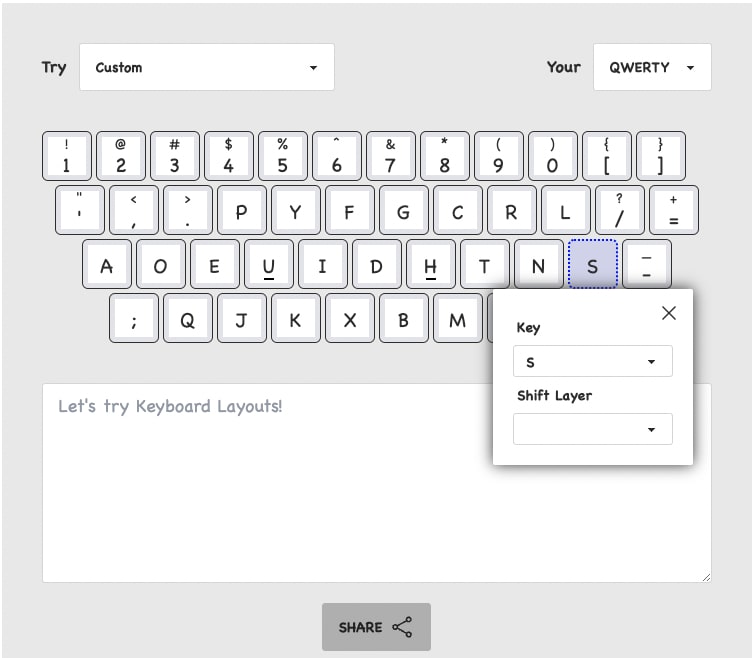 Try Custom Your QWERTY
! @ # $ % ^ & * ( ) { }
1 2 3 4 5 6 7 8 9 0 [ ]
" < > ? +
' , . P Y F G C R L / =
A O E U I D H T N S _ -
; Q J K X B M
Key
S
Shift Layer
Let's try Keyboard Layouts!
SHARE